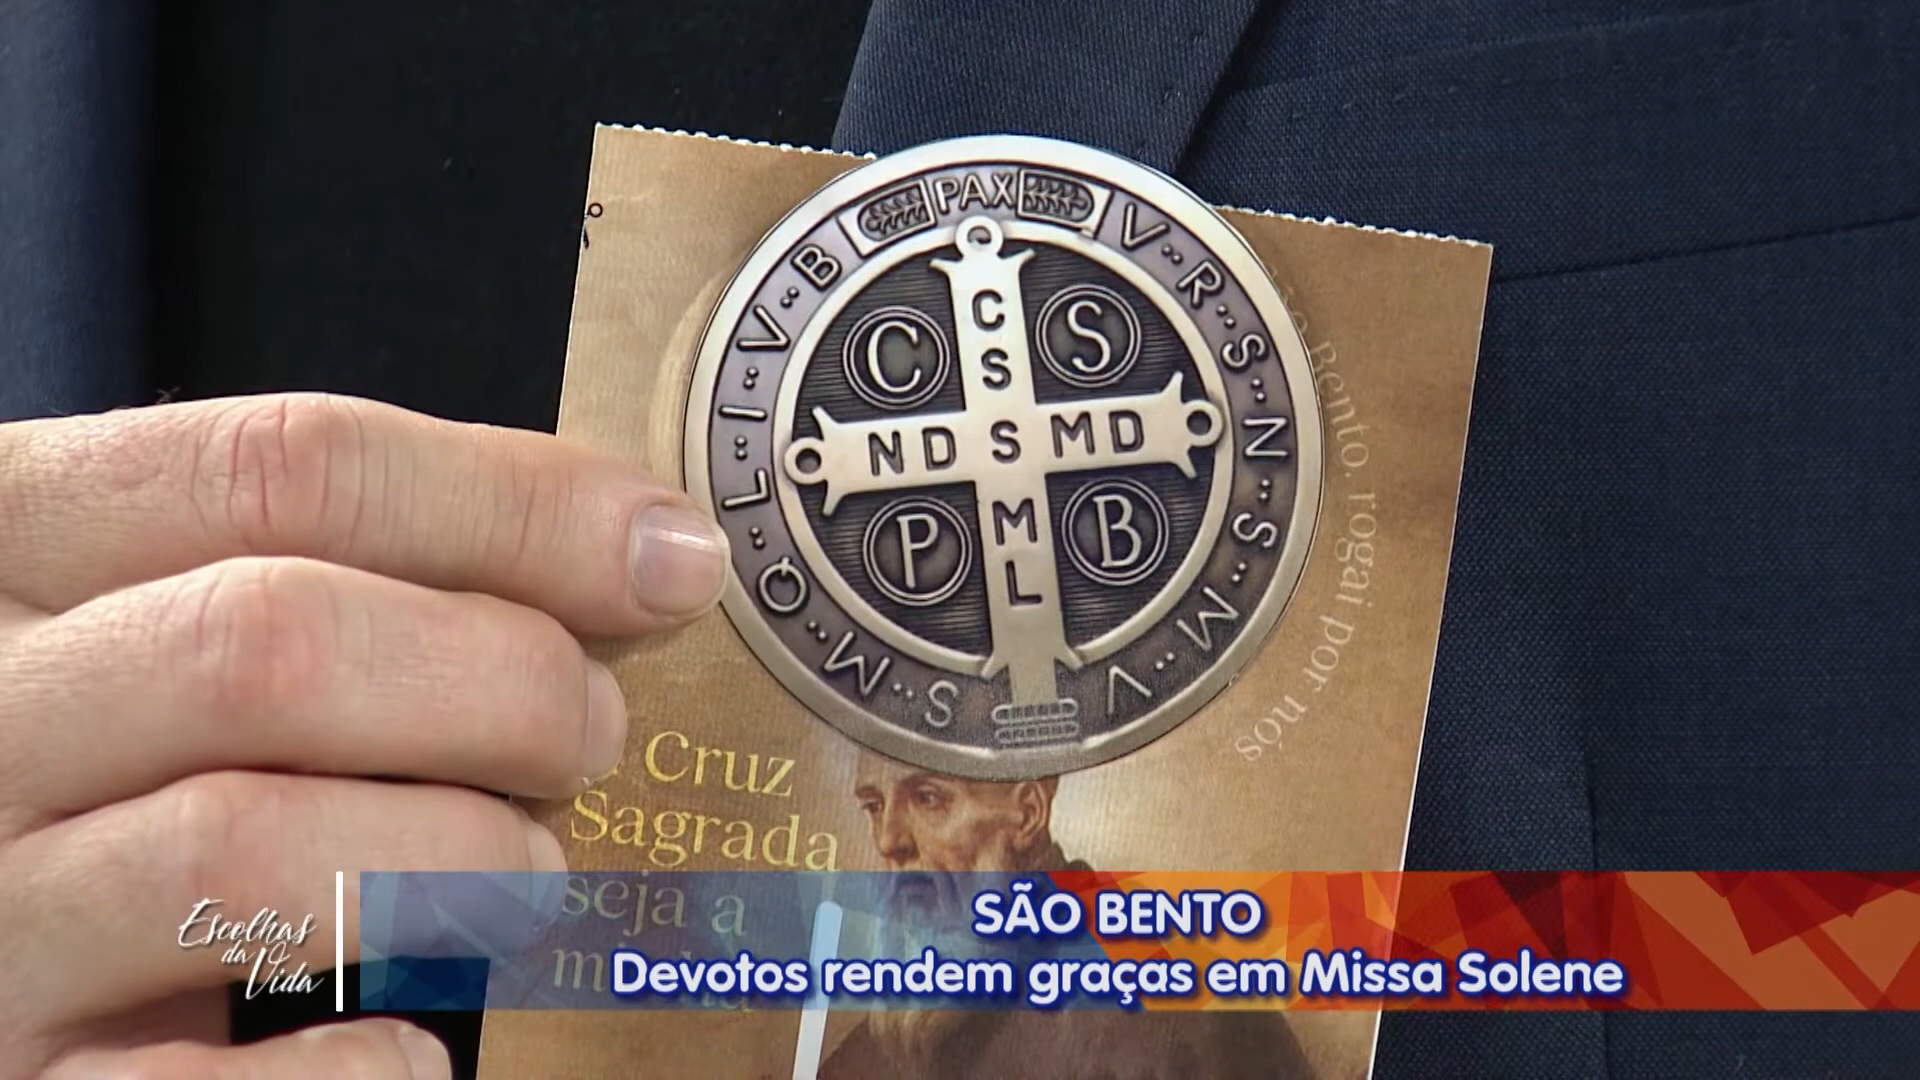 PAX
V·R·S·N·S·M·V
S·M·Q·L·I·V·B
C S
C
S
N D S M D
M
L
P B
Bento, rogai por nós
Cruz
Sagrada
seja a
SÃO BENTO
Devotos rendem graças em Missa Solene
Escolhas
da
Vida